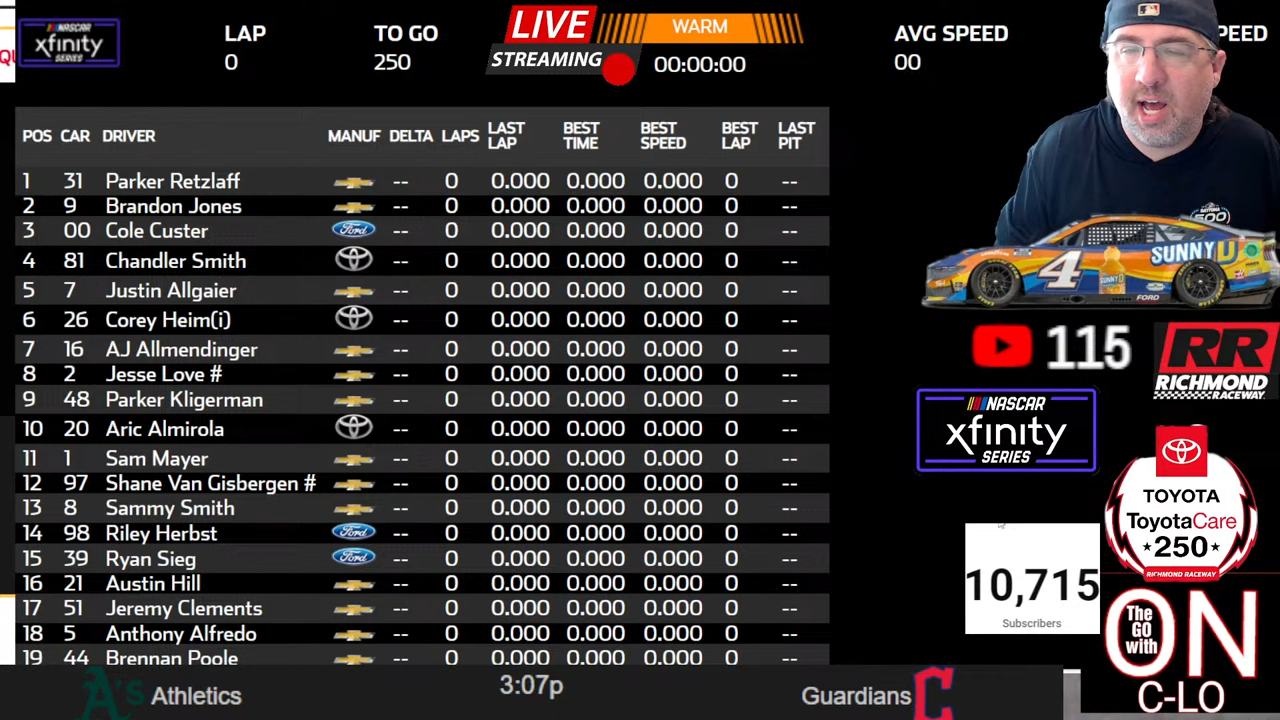 NASCAR
xfinity
SERIES
LAP
0
TO GO
250
LIVE
STREAMING
WARM
00:00:00
AVG SPEED
00
PEED
POS CAR DRIVER MANUF DELTA LAPS LAST LAP BEST TIME BEST SPEED BEST LAP LAST PIT
1 31 Parker Retzlaff -- 0 0.000 0.000 0.000 0 --
2 9 Brandon Jones -- 0 0.000 0.000 0.000 0 --
3 00 Cole Custer Ford -- 0 0.000 0.000 0.000 0 --
4 81 Chandler Smith -- 0 0.000 0.000 0.000 0 --
5 7 Justin Allgaier -- 0 0.000 0.000 0.000 0 --
6 26 Corey Heim(i) -- 0 0.000 0.000 0.000 0 --
7 16 AJ Allmendinger -- 0 0.000 0.000 0.000 0 --
8 2 Jesse Love # -- 0 0.000 0.000 0.000 0 --
9 48 Parker Kligerman -- 0 0.000 0.000 0.000 0 --
10 20 Aric Almirola -- 0 0.000 0.000 0.000 0 --
11 1 Sam Mayer -- 0 0.000 0.000 0.000 0 --
12 97 Shane Van Gisbergen # -- 0 0.000 0.000 0.000 0 --
13 8 Sammy Smith -- 0 0.000 0.000 0.000 0 --
14 98 Riley Herbst Ford -- 0 0.000 0.000 0.000 0 --
15 39 Ryan Sieg Ford -- 0 0.000 0.000 0.000 0 --
16 21 Austin Hill -- 0 0.000 0.000 0.000 0 --
17 51 Jeremy Clements -- 0 0.000 0.000 0.000 0 --
18 5 Anthony Alfredo -- 0 0.000 0.000 0.000 0 --
19 44 Brennan Poole -- 0 0.000 0.000 0.000 0 --
DAYTONA
500
SUNNYD
4
FORD
115
RR
RICHMOND
RACEWAY
NASCAR
xfinity
SERIES
TOYOTA
ToyotaCare
250
RICHMOND RACEWAY
10,715
Subscribers
The
GO
with
ON
C-LO
A's Athletics
3:07p
Guardians C